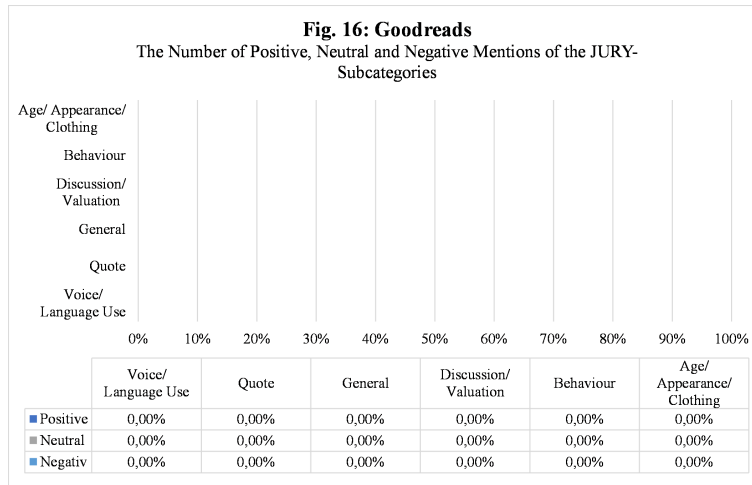 Fig. 16: Goodreads
The Number of Positive, Neutral and Negative Mentions of the JURY-
Subcategories
Age/ Appearance/
Clothing
Behaviour
Discussion/
Valuation
General
Quote
Voice/
Language Use
0% 10% 20% 30% 40% 50% 60% 70% 80% 90% 100%
Voice/
Language Use
Quote
General
Discussion/
Valuation
Behaviour
Age/
Appearance/
Clothing
Positive 0,00% 0,00% 0,00% 0,00% 0,00% 0,00%
Neutral 0,00% 0,00% 0,00% 0,00% 0,00% 0,00%
Negativ 0,00% 0,00% 0,00% 0,00% 0,00% 0,00%